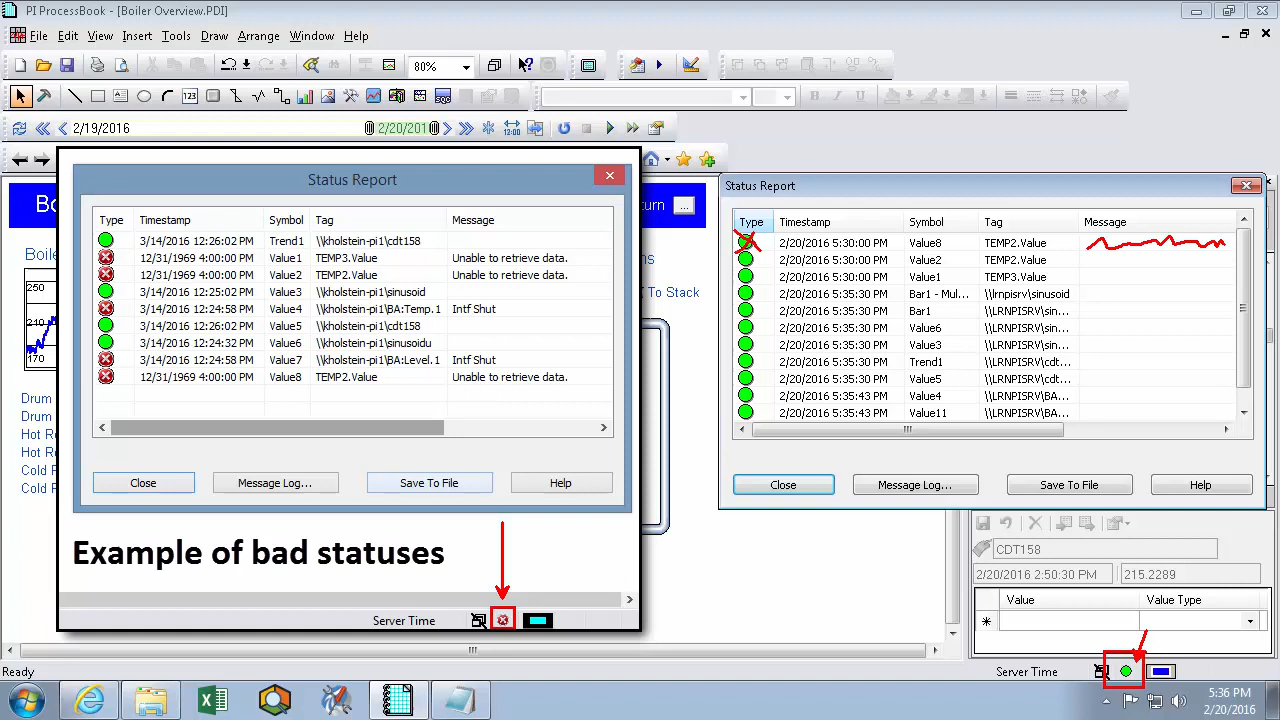 PI ProcessBook - [Boiler Overview.PDI]
File Edit View Insert Tools Draw Arrange Window Help
80%
123
SQL
2/19/2016
12:00
Status Report
Status Report
Type Timestamp Symbol Tag Message
3/14/2016 12:26:02 PM Trend1 \\kholstein-pi1\cdt158
12/31/1969 4:00:00 PM Value1 TEMP3.Value Unable to retrieve data.
12/31/1969 4:00:00 PM Value2 TEMP2.Value Unable to retrieve data.
3/14/2016 12:25:02 PM Value3 \\kholstein-pi1\sinusoid
3/14/2016 12:24:58 PM Value4 \\kholstein-pi1\BA:Temp.1 Intf Shut
3/14/2016 12:26:02 PM Value5 \\kholstein-pi1\cdt158
3/14/2016 12:24:32 PM Value6 \\kholstein-pi1\sinusoidu
3/14/2016 12:24:58 PM Value7 \\kholstein-pi1\BA:Level.1 Intf Shut
12/31/1969 4:00:00 PM Value8 TEMP2.Value Unable to retrieve data.
Close Message Log... Save To File Help
Example of bad statuses
Server Time
Type Timestamp Symbol Tag Message
2/20/2016 5:30:00 PM Value8 TEMP2.Value
2/20/2016 5:30:00 PM Value2 TEMP2.Value
2/20/2016 5:30:00 PM Value1 TEMP3.Value
2/20/2016 5:35:30 PM Bar1 - Mul... \\lrnpisrv\sinusoid
2/20/2016 5:35:30 PM Bar1 \\LRNPISRV\sin...
2/20/2016 5:35:30 PM Value6 \\LRNPISRV\sin...
2/20/2016 5:35:30 PM Value3 \\LRNPISRV\sin...
2/20/2016 5:35:30 PM Trend1 \\LRNPISRV\cdt...
2/20/2016 5:35:30 PM Value5 \\LRNPISRV\cdt...
2/20/2016 5:35:43 PM Value4 \\LRNPISRV\BA...
2/20/2016 5:35:43 PM Value11 \\LRNPISRV\BA...
Close Message Log... Save To File Help
250
210
170
Drum
Drum
Hot R
Hot R
Cold F
Cold F
To Stack
CDT158
2/20/2016 2:50:30 PM 215.2289
Value Value Type
Ready
Server Time
5:36 PM
2/20/2016